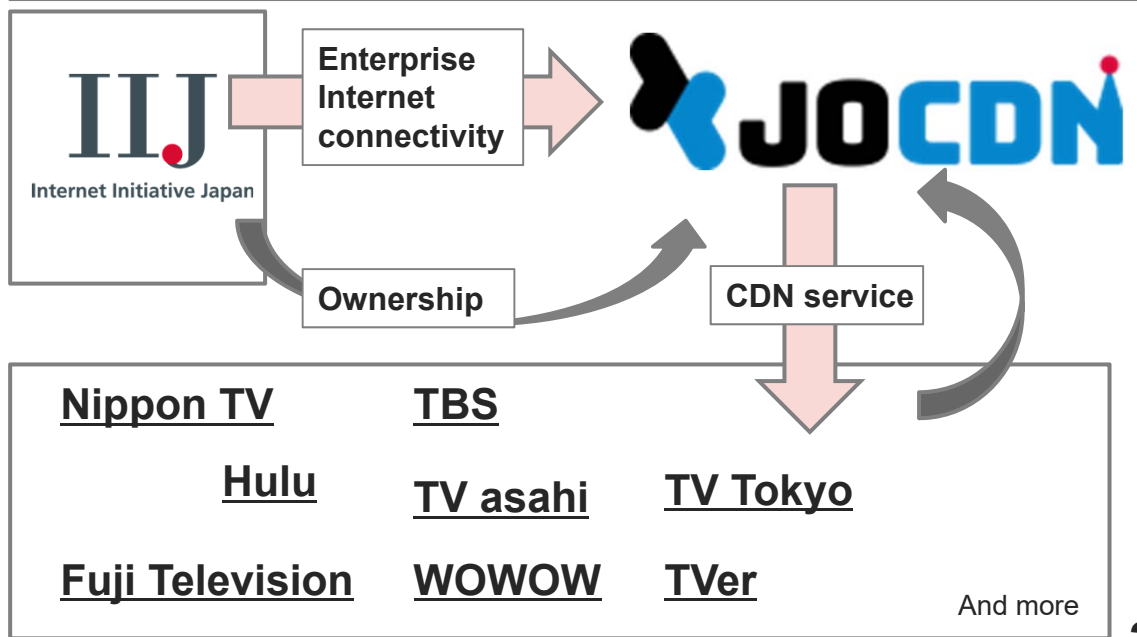 IIJ
Internet Initiative Japan
Enterprise
Internet
connectivity
JOCDN
Ownership
CDN service
Nippon TV
TBS
Hulu
TV asahi
TV Tokyo
Fuji Television
WOWOW
TVer
And more